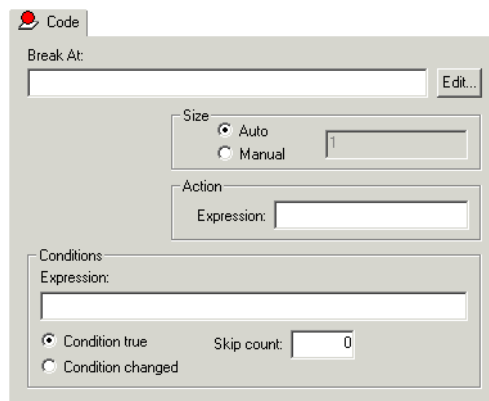 Code
Break At:
Edit...
Size
Auto
1
Manual
Action
Expression:
Conditions
Expression:
Condition true
Skip count: 0
Condition changed